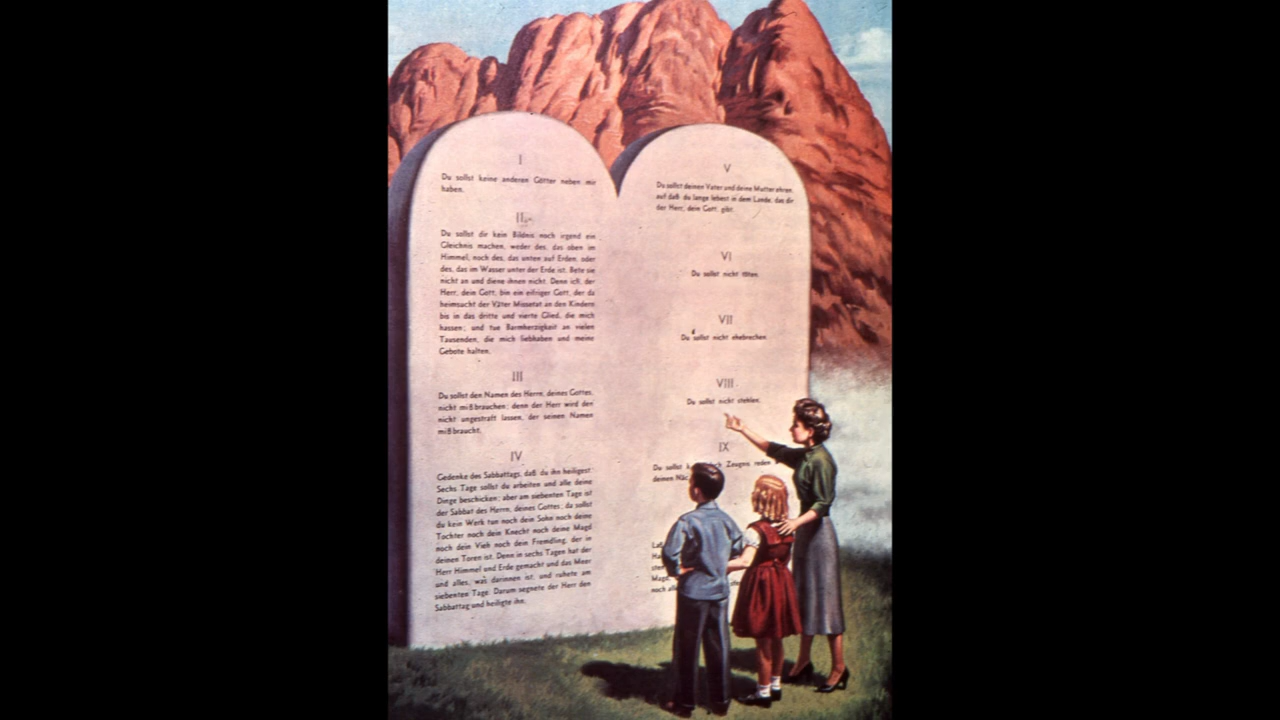 I
Du sollst keine anderen Götter neben mir
haben.
II
Du sollst dir kein Bildnis noch irgend ein
Gleichnis machen, weder des, das oben im
Himmel, noch des, das unten auf Erden, oder
des, das im Wasser unter der Erde ist. Bete sie
nicht an und diene ihnen nicht. Denn ich, der
Herr, dein Gott, bin ein eifriger Gott, der da
heimsucht der Väter Missetat an den Kindern
bis in das dritte und vierte Glied, die mich
hassen; und tue Barmherzigkeit an vielen
Tausenden, die mich liebhaben und meine
Gebote halten.
III
Du sollst den Namen des Herrn, deines Gottes,
nicht mißbrauchen; denn der Herr wird den
nicht ungestraft lassen, der seinen Namen
mißbraucht.
IV
Gedenke des Sabbattags, daß du ihn heiligest.
Sechs Tage sollst du arbeiten und alle deine
Dinge beschicken; aber am siebenten Tage ist
der Sabbat des Herrn, deines Gottes; da sollst
du kein Werk tun noch dein Sohn noch deine
Tochter noch dein Knecht noch deine Magd
noch dein Vieh noch dein Fremdling, der in
deinen Toren ist. Denn in sechs Tagen hat der
Herr Himmel und Erde gemacht und das Meer
und alles, was darinnen ist, und ruhete am
siebenten Tage. Darum segnete der Herr den
Sabbattag und heiligte ihn.
V
Du sollst deinen Vater und deine Mutter ehren,
auf daß du lange lebest in dem Lande, das dir
der Herr, dein Gott, gibt.
VI
Du sollst nicht töten.
VII
Du sollst nicht ehebrechen.
VIII
Du sollst nicht stehlen.
IX
Du sollst Zeugnis reden
deinen
Magd,
noch